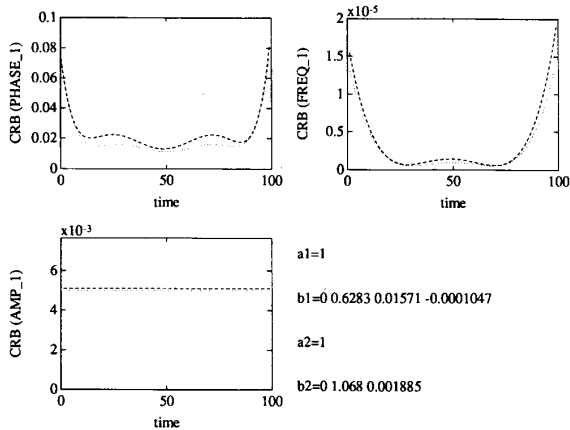 0.1
0.08
0.06
0.04
0.02
0
CRB (PHASE_1)
0 50 100
time
x10-5
2
1.5
1
0.5
0
CRB (FREQ_1)
0 50 100
time
x10-3
6
4
2
0
CRB (AMP_1)
0 50 100
time
a1=1
b1=0 0.6283 0.01571 -0.0001047
a2=1
b2=0 1.068 0.001885